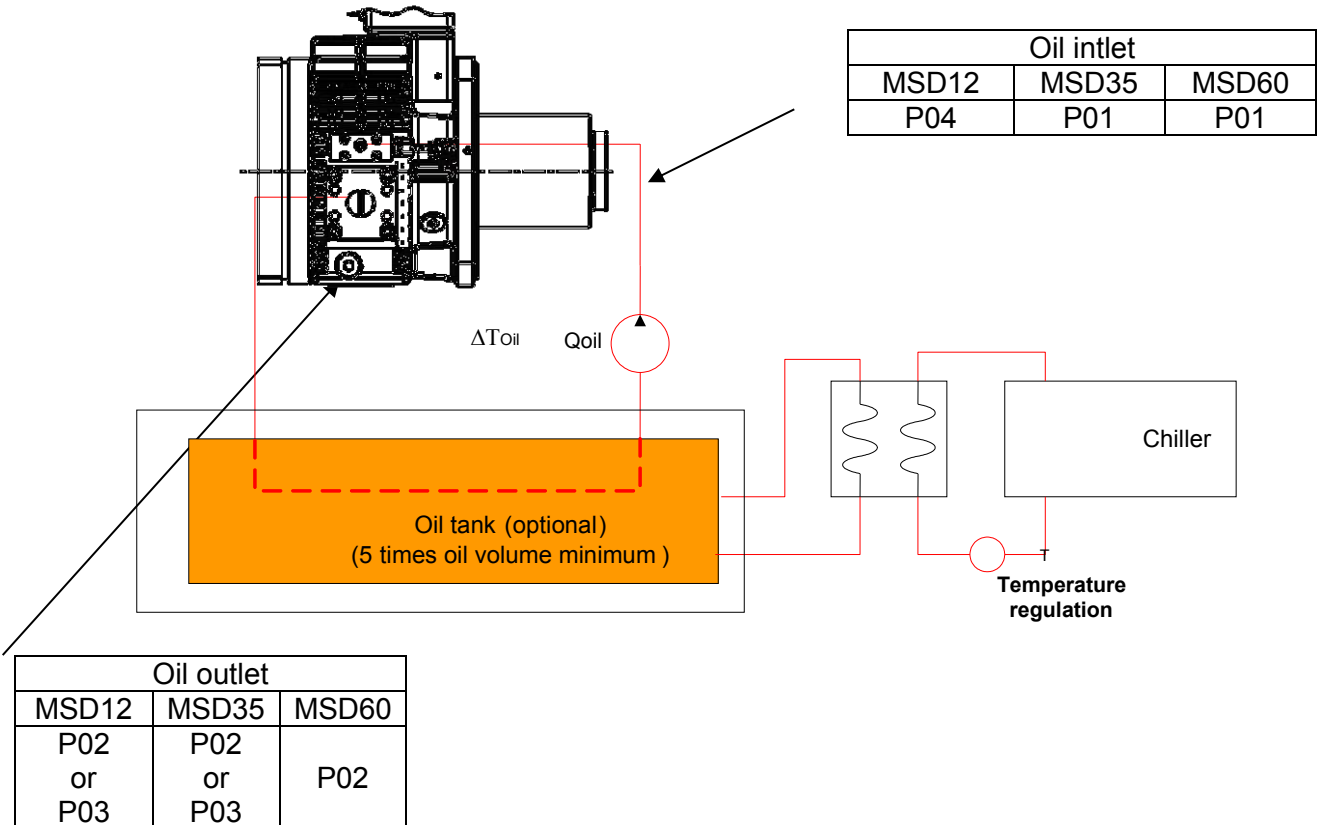 Oil intlet
MSD12 MSD35 MSD60
P04 P01 P01
ΔTOil Qoil
Chiller
Oil tank (optional)
(5 times oil volume minimum )
T
Temperature
regulation
Oil outlet
MSD12 MSD35 MSD60
P02 P02
or or P02
P03 P03